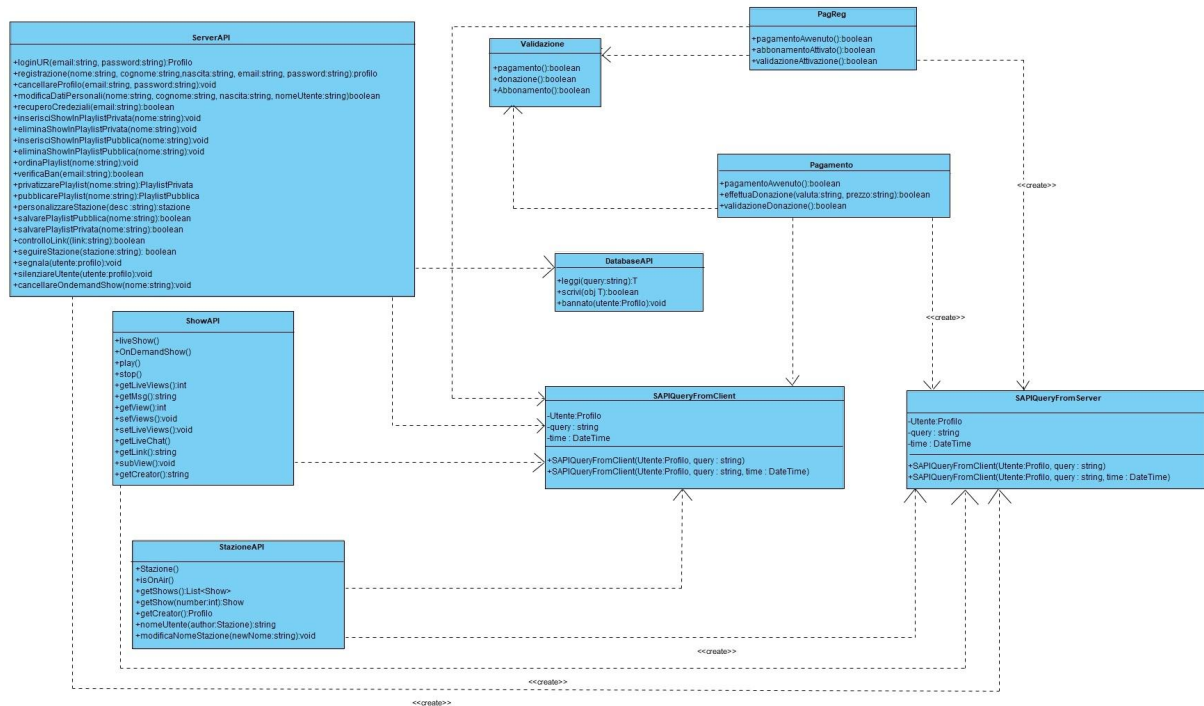 ServerAPI
+loginUR(email:string, password:string):Profilo
+registrazione(nome:string, cognome:string,nascita:string, email:string, password:string):profilo
+cancellareProfilo(email:string, password:string):void
+modificaDatiPersonali(nome:string, cognome:string, nascita:string, nomeUtente:string)boolean
+recuperoCredeziali(email:string):boolean
+inserisciShowInPlaylistPrivata(nome:string):void
+eliminaShowInPlaylistPrivata(nome:string):void
+inserisciShowInPlaylistPubblica(nome:string):void
+eliminaShowInPlaylistPubblica(nome:string):void
+ordinaPlaylist(nome:string):void
+verificaBan(email:string):boolean
+privatizzarePlaylist(nome:string):PlaylistPrivata
+pubblicarePlaylist(nome:string):PlaylistPubblica
+personalizzareStazione(desc :string):stazione
+salvarePlaylistPubblica(nome:string):boolean
+salvarePlaylistPrivata(nome:string):boolean
+controlloLink((link:string):boolean
+seguireStazione(stazione:string): boolean
+segnala(utente:profilo):void
+silenziareUtente(utente:profilo):void
+cancellareOndemandShow(nome:string):void
Validazione
+pagamento():boolean
+donazione():boolean
+Abbonamento():boolean
PagReg
+pagamentoAvvenuto():boolean
+abbonamentoAttivato():boolean
+validazioneAttivazione():boolean
Pagamento
+pagamentoAvvenuto():boolean
+effettuaDonazione(valuta:string, prezzo:string):boolean
+validazioneDonazione():boolean
<<create>>
DatabaseAPI
+leggi(query:string):T
+scrivi(obj T):boolean
+bannato(utente:Profilo):void
<<create>>
ShowAPI
+liveShow()
+OnDemandShow()
+play()
+stop()
+getLiveViews():int
+getMsg():string
+getView():int
+setViews():void
+setLiveViews():void
+getLiveChat()
+getLink():string
+subView():void
+getCreator():string
SAPIQueryFromClient
-Utente:Profilo
-query : string
-time : DateTime
+SAPIQueryFromClient(Utente:Profilo, query : string)
+SAPIQueryFromClient(Utente:Profilo, query : string, time : DateTime)
SAPIQueryFromServer
-Utente:Profilo
-query : string
-time : DateTime
+SAPIQueryFromClient(Utente:Profilo, query : string)
+SAPIQueryFromClient(Utente:Profilo, query : string, time : DateTime)
StazioneAPI
+Stazione()
+isOnAir()
+getShows():List<Show>
+getShow(number:int):Show
+getCreator():Profilo
+nomeUtente(author:Stazione):string
+modificaNomeStazione(newNome:string):void
<<create>>
<<create>>
<<create>>